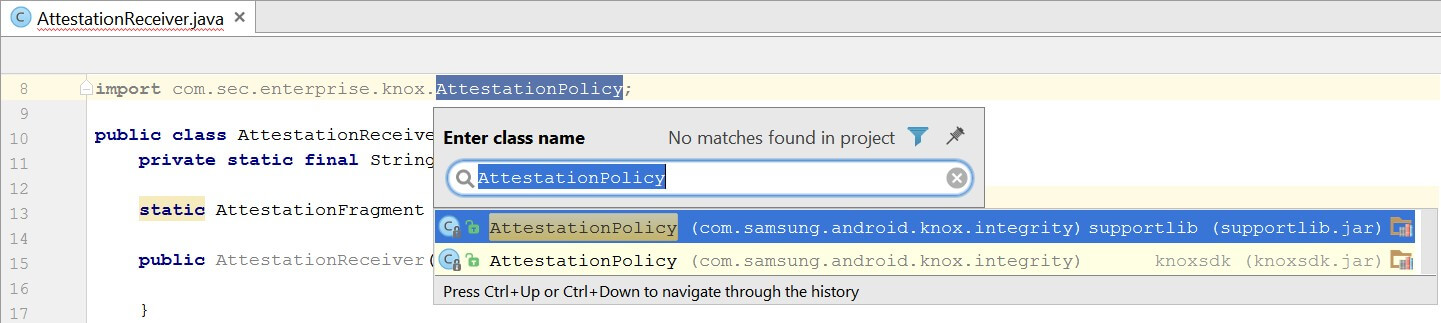 AttestationReceiver.java
8 import com.sec.enterprise.knox.AttestationPolicy;
9
Enter class name No matches found in project
10 public class AttestationReceive
11 private static final String
AttestationPolicy
12
13 static AttestationFragment
AttestationPolicy (com.samsung.android.knox.integrity) supportlib (supportlib.jar)
14
15 public AttestationReceiver(
AttestationPolicy (com.samsung.android.knox.integrity) knoxsdk (knoxsdk.jar)
16
Press Ctrl+Up or Ctrl+Down to navigate through the history
17 }